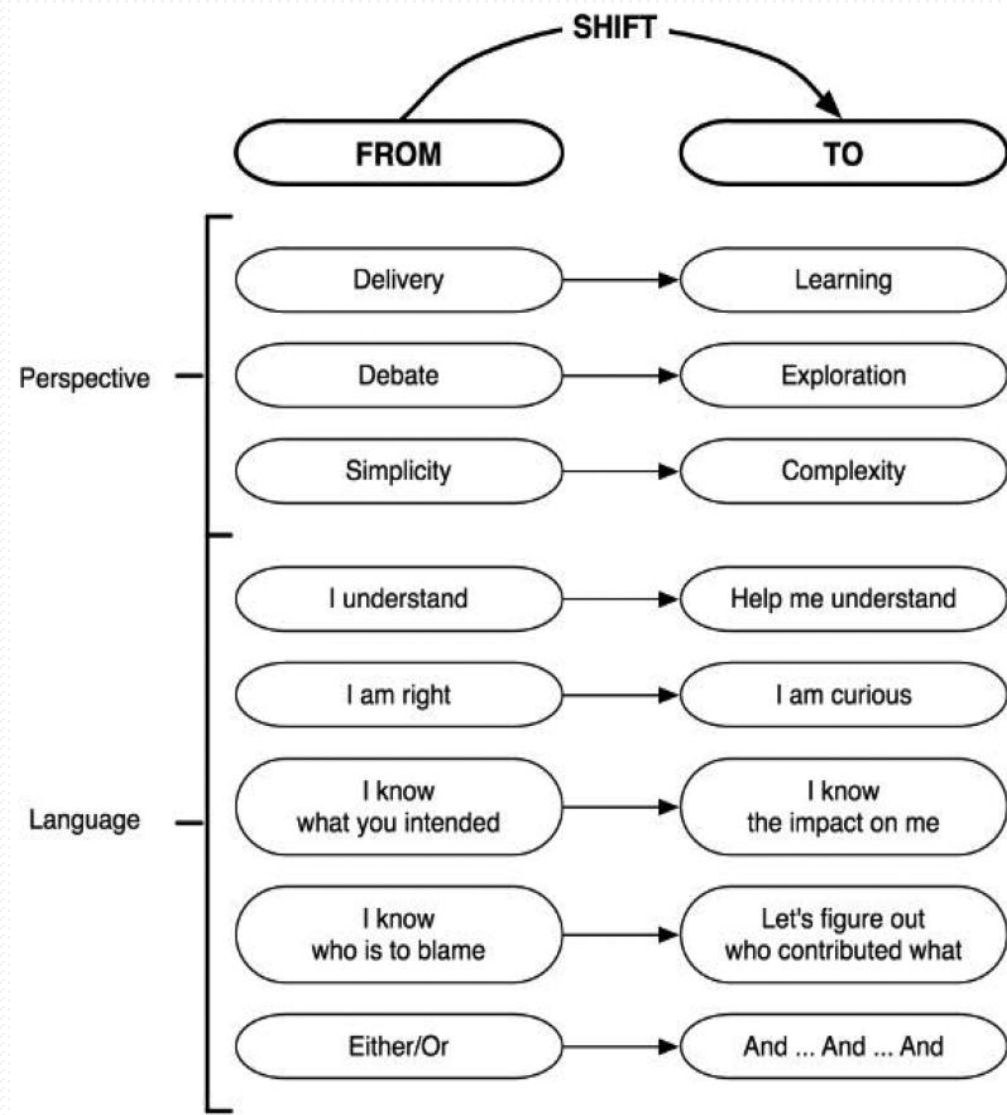 SHIFT
FROM
TO
Perspective
Delivery
Learning
Debate
Exploration
Simplicity
Complexity
Language
I understand
Help me understand
I am right
I am curious
I know
what you intended
I know
the impact on me
I know
who is to blame
Let's figure out
who contributed what
Either/Or
And ... And ... And